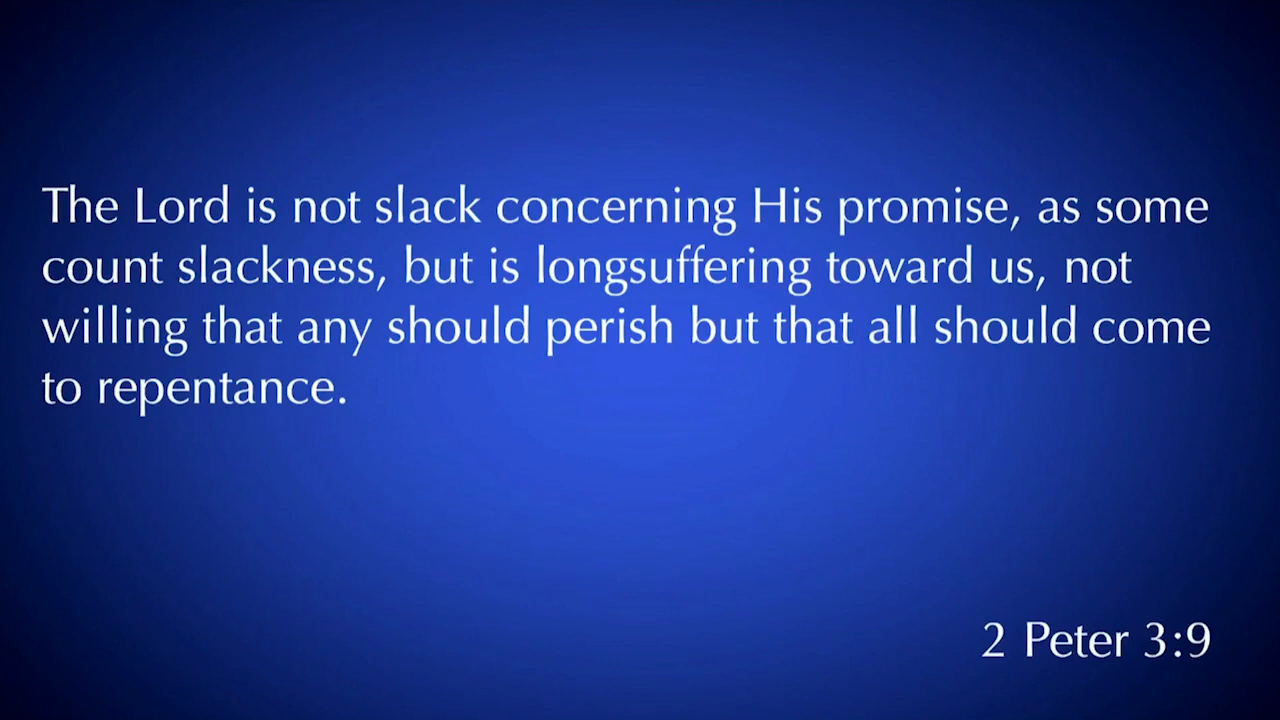 The Lord is not slack concerning His promise, as some
count slackness, but is longsuffering toward us, not
willing that any should perish but that all should come
to repentance.
2 Peter 3:9